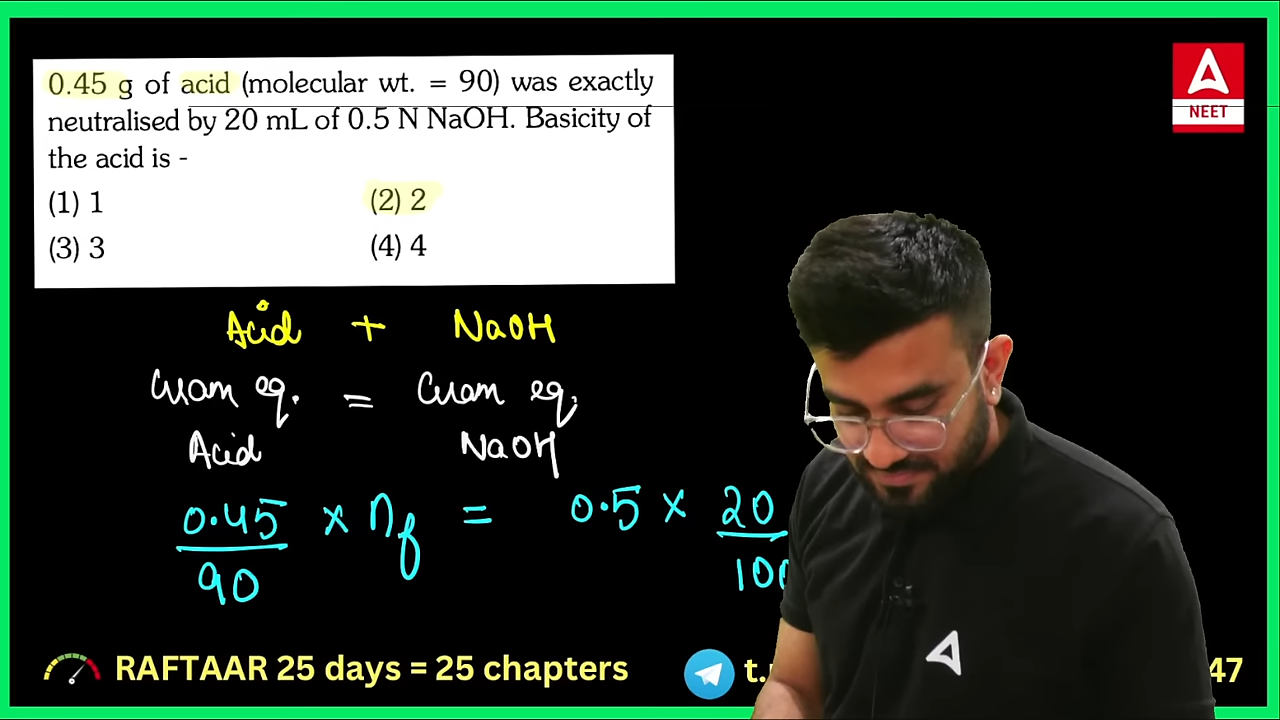 0.45 g of acid (molecular wt. = 90) was exactly
neutralised by 20 mL of 0.5 N NaOH. Basicity of
the acid is -
(1) 1 (2) 2
(3) 3 (4) 4
NEET
Acid + NaOH
Gram eq. = Gram eq.
Acid NaOH
0.45 × nf = 0.5 × 20
90 100
RAFTAAR 25 days = 25 chapters
t.
47